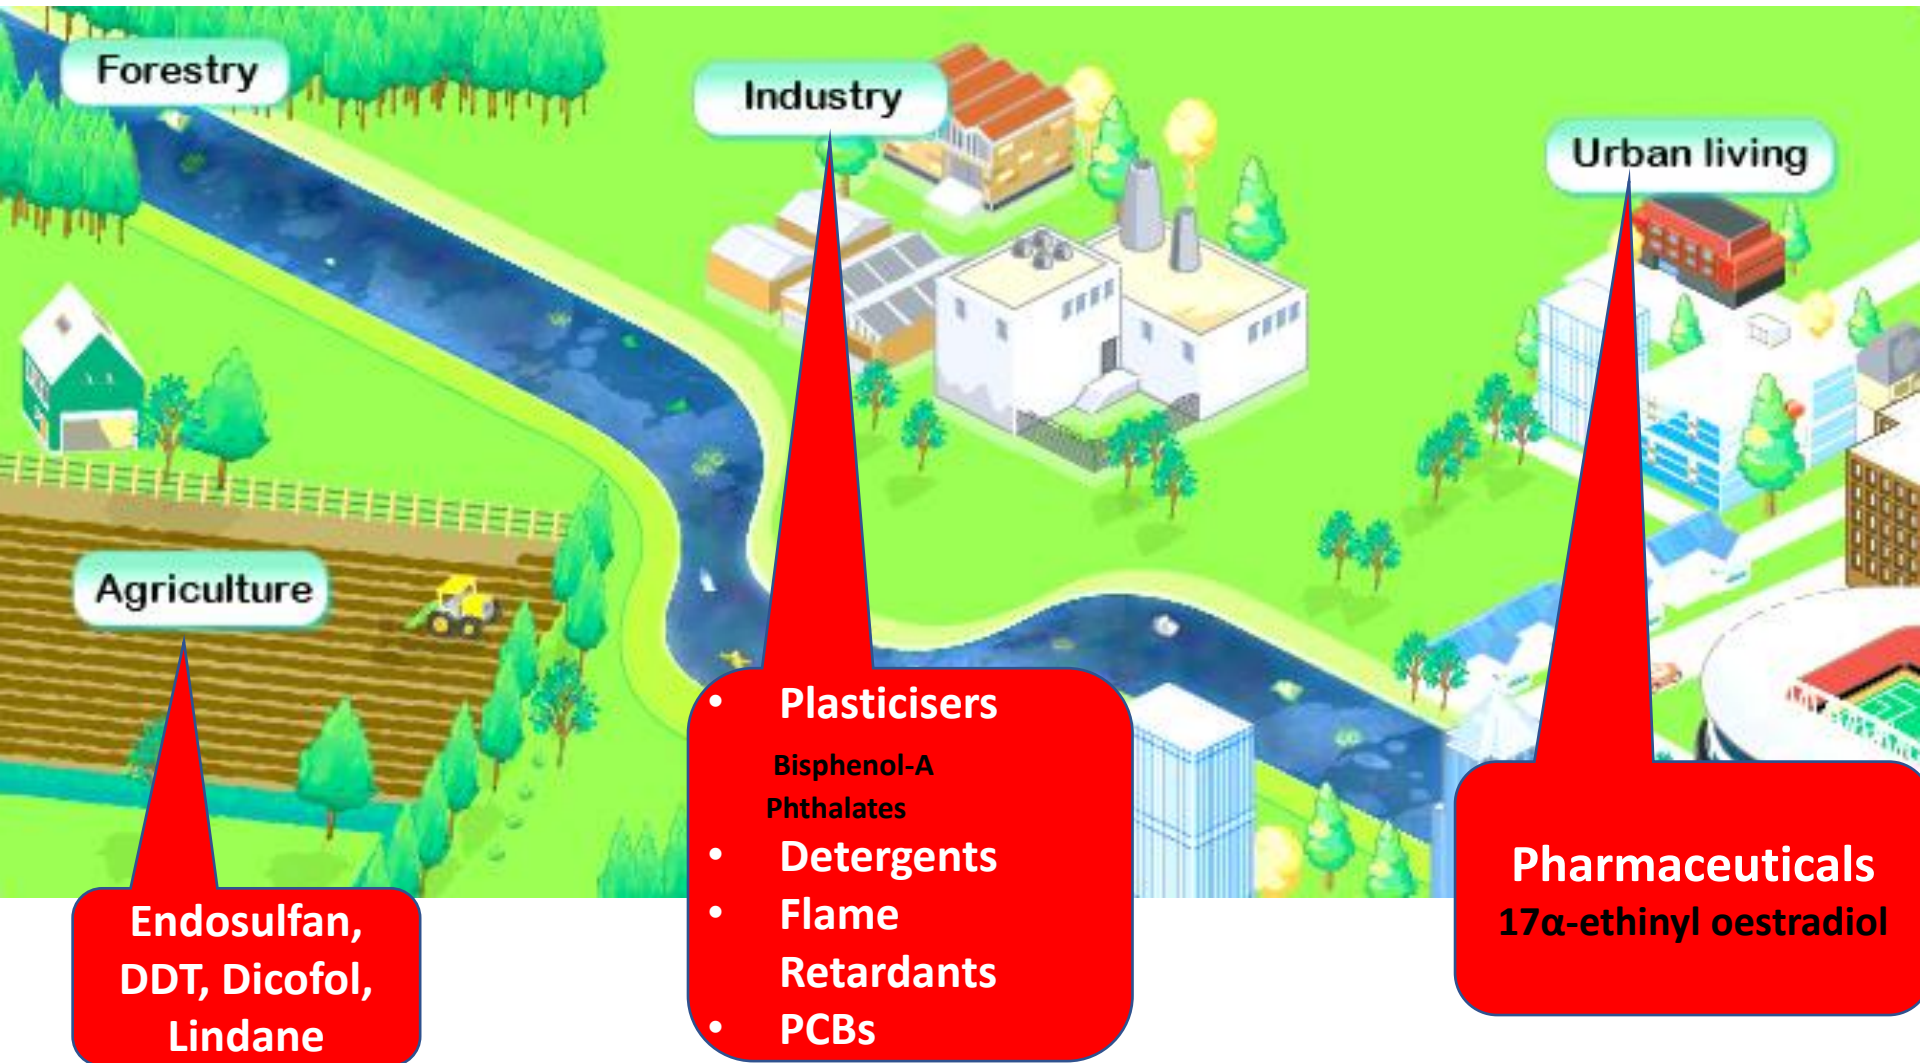 Forestry
Industry
Urban living
Agriculture
• Plasticisers
Bisphenol-A
Phthalates
• Detergents
• Flame
Retardants
• PCBs
Endosulfan,
DDT, Dicofol,
Lindane
Pharmaceuticals
17α-ethinyl oestradiol